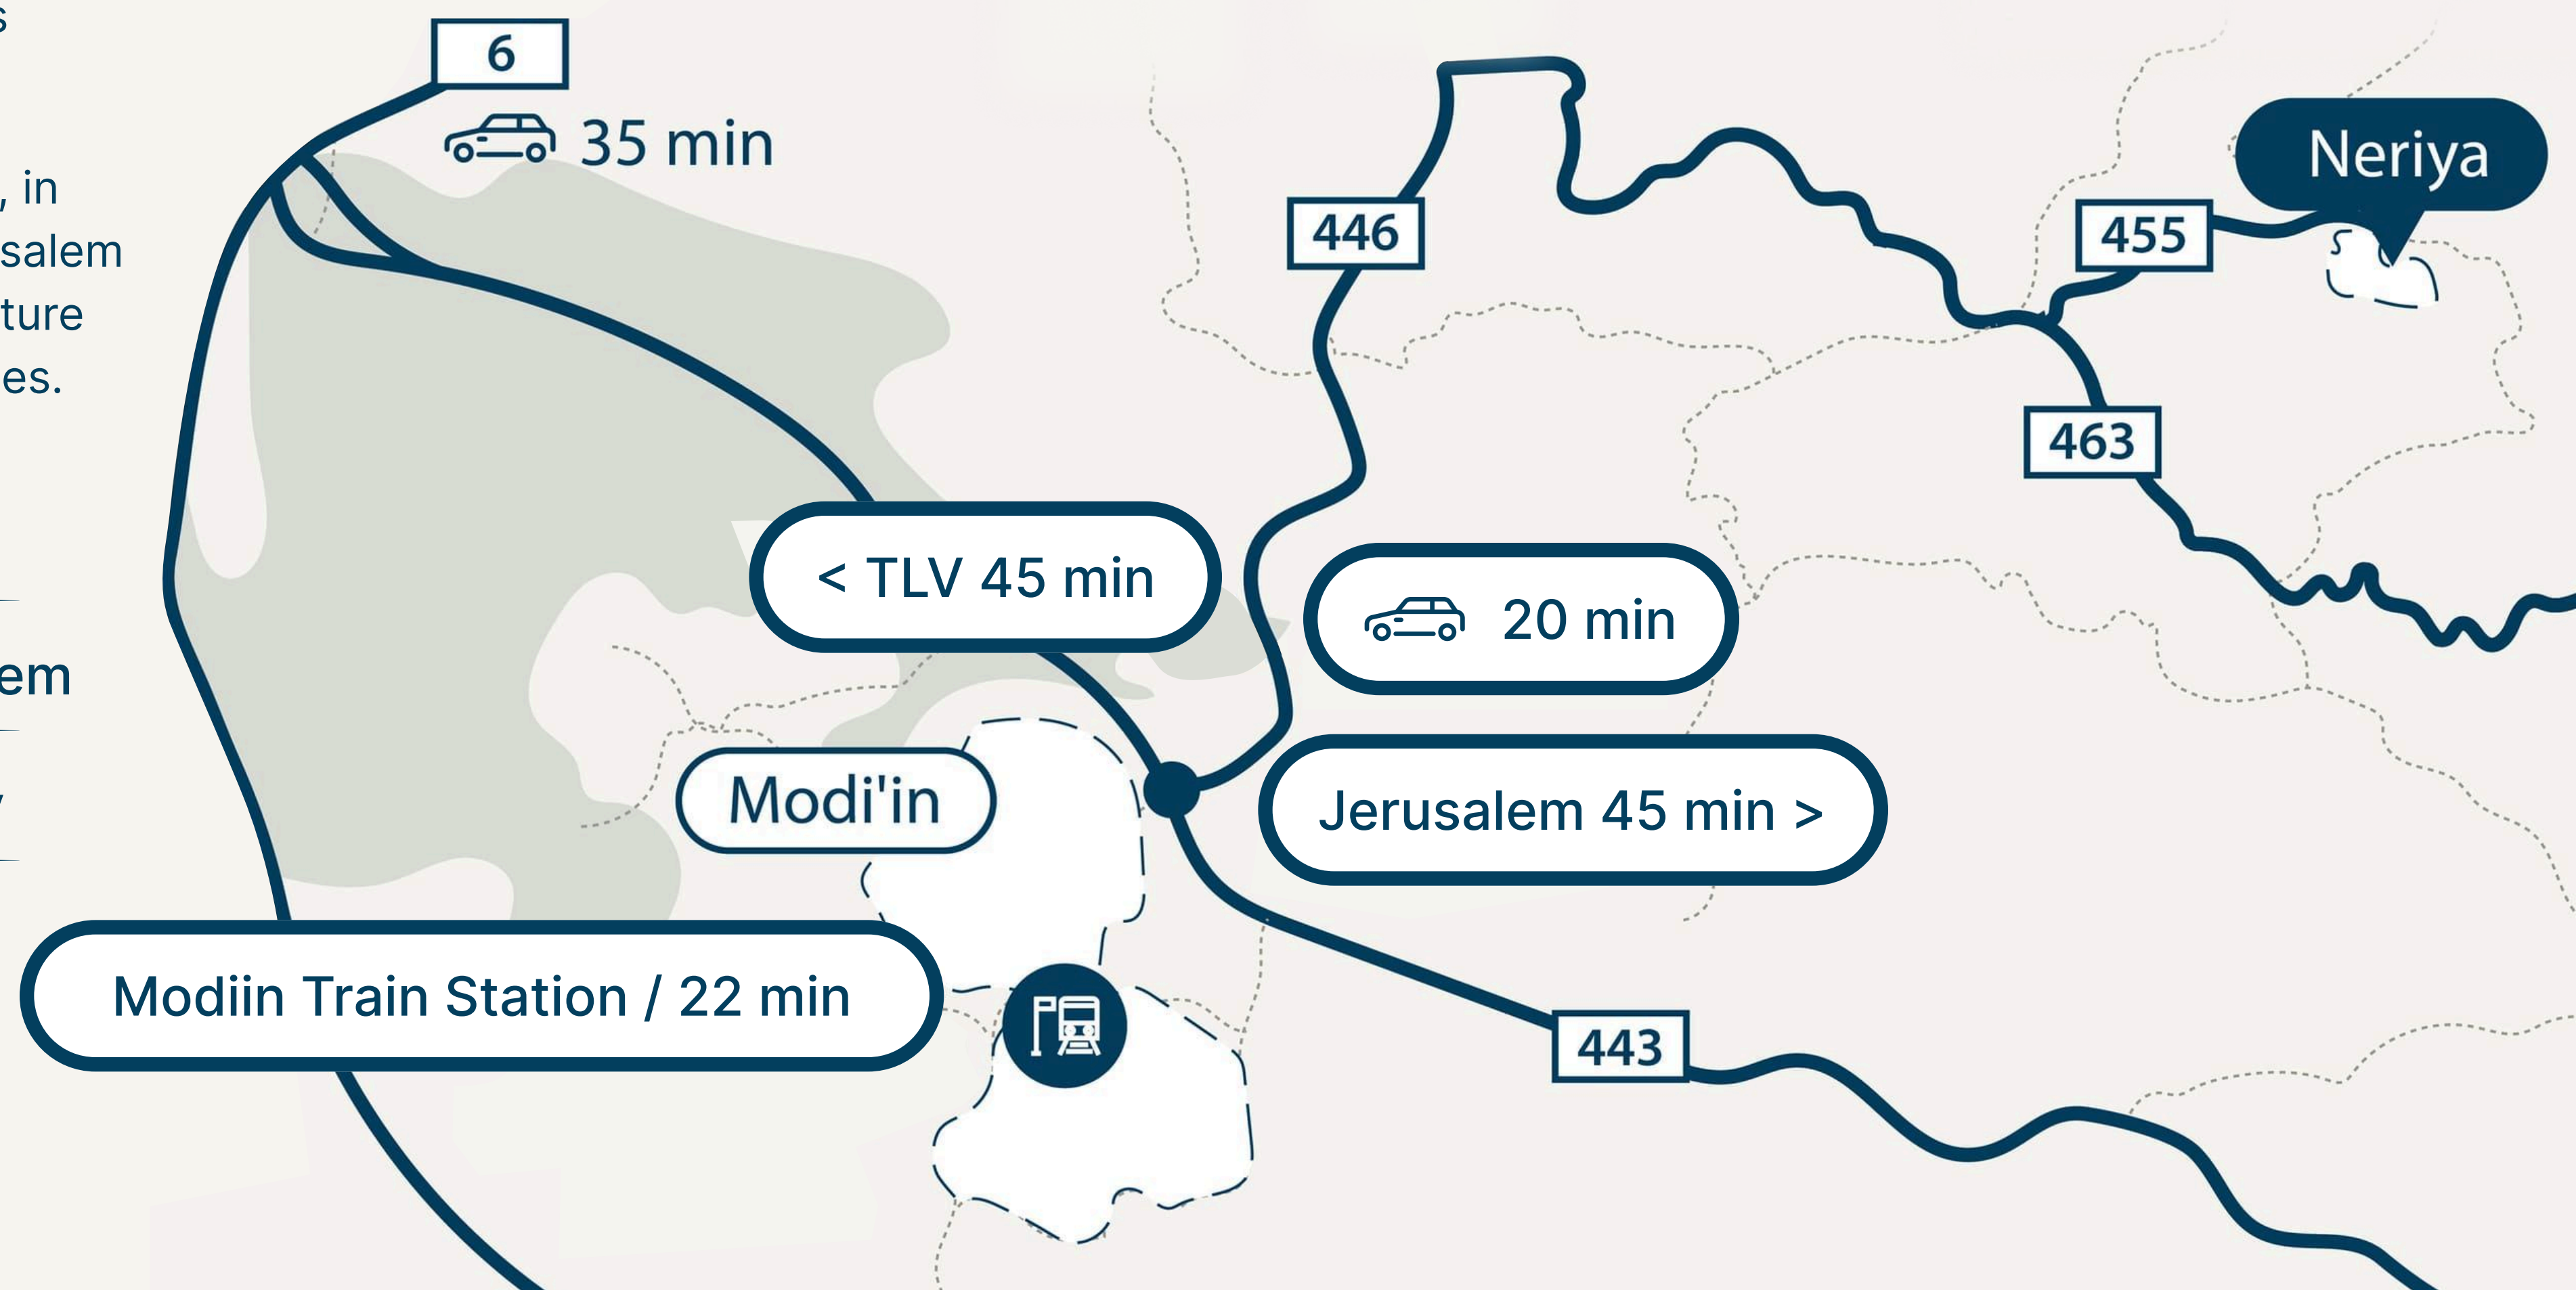 6
35 min
, in
salem
ture
es.
446
455
Neriya
463
< TLV 45 min
20 min
em
Modi'in
Jerusalem 45 min >
Modiin Train Station / 22 min
443